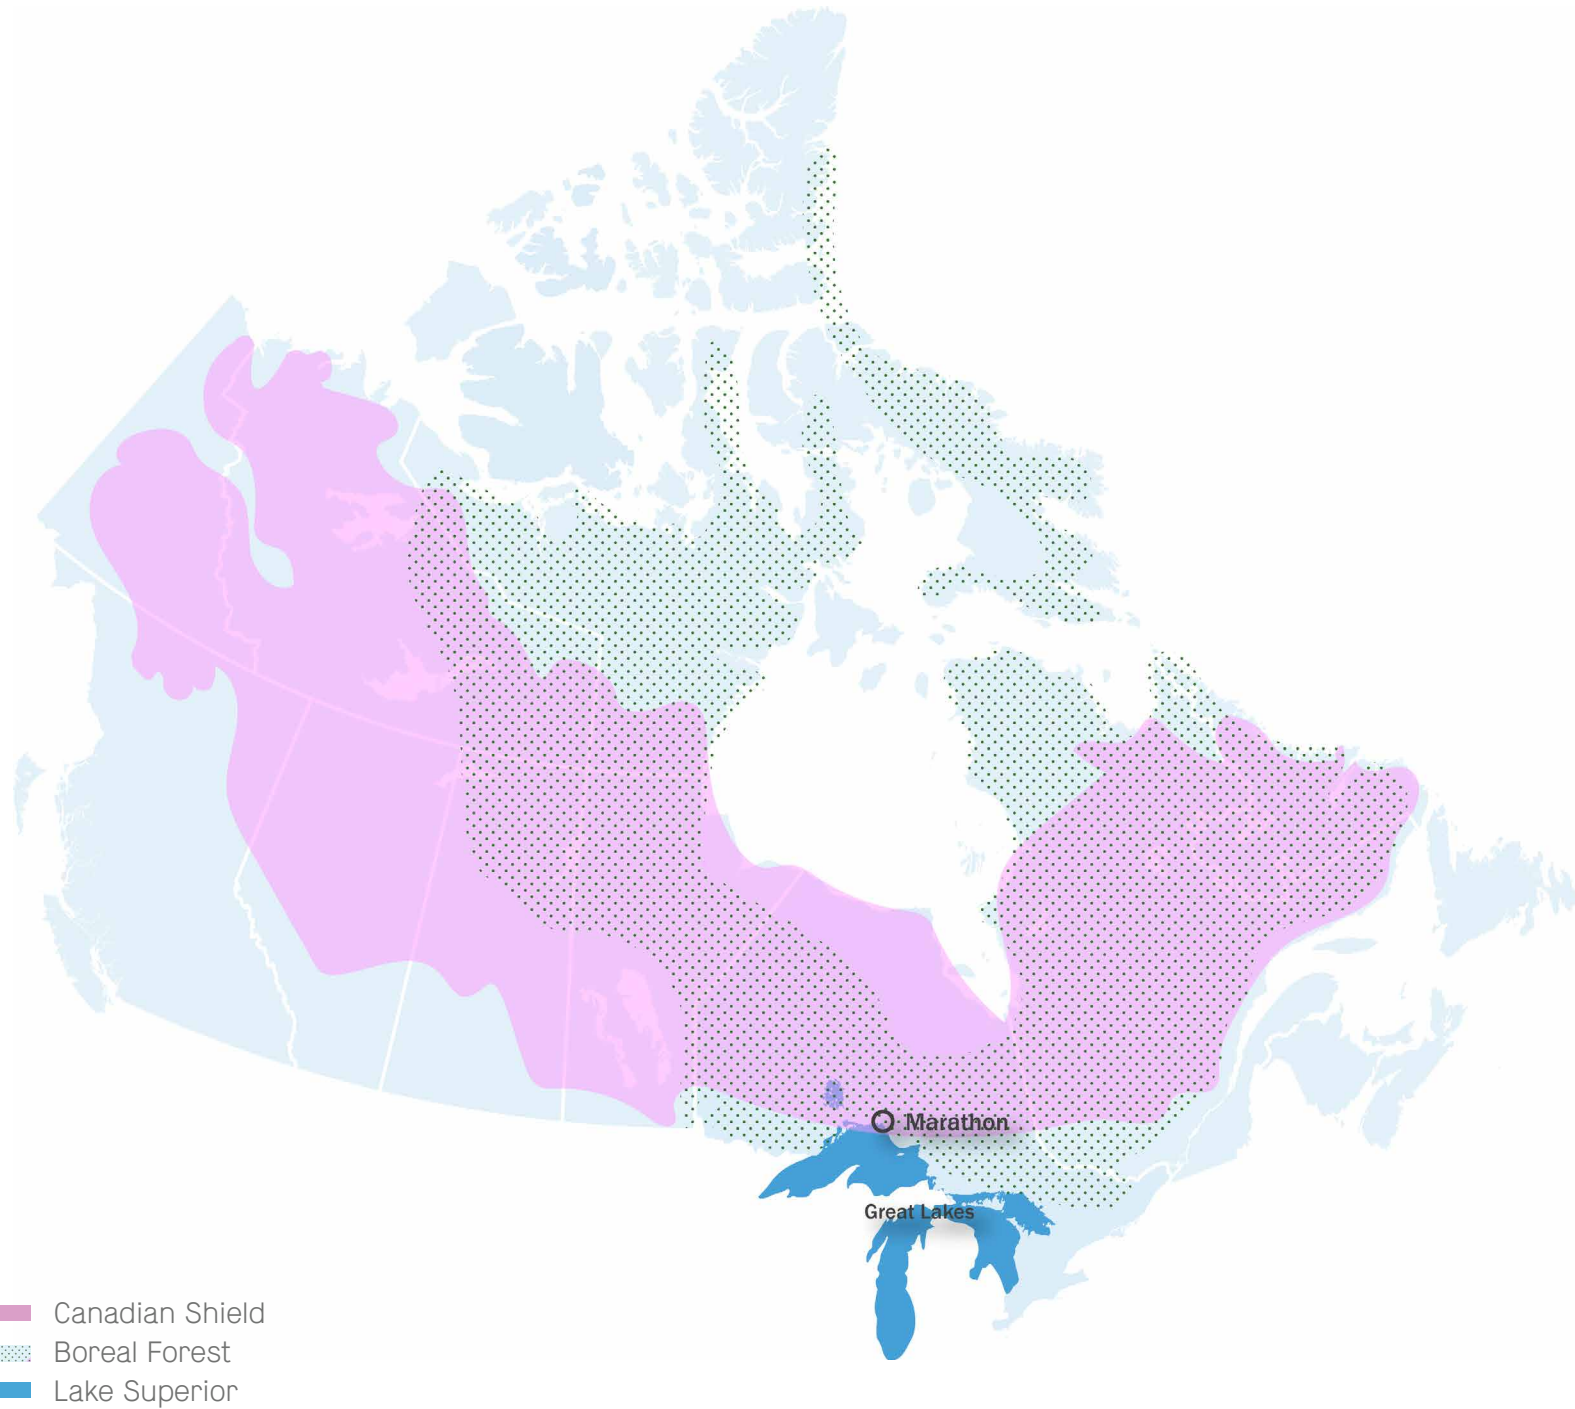 Marathon
Great Lakes
Canadian Shield
Boreal Forest
Lake Superior